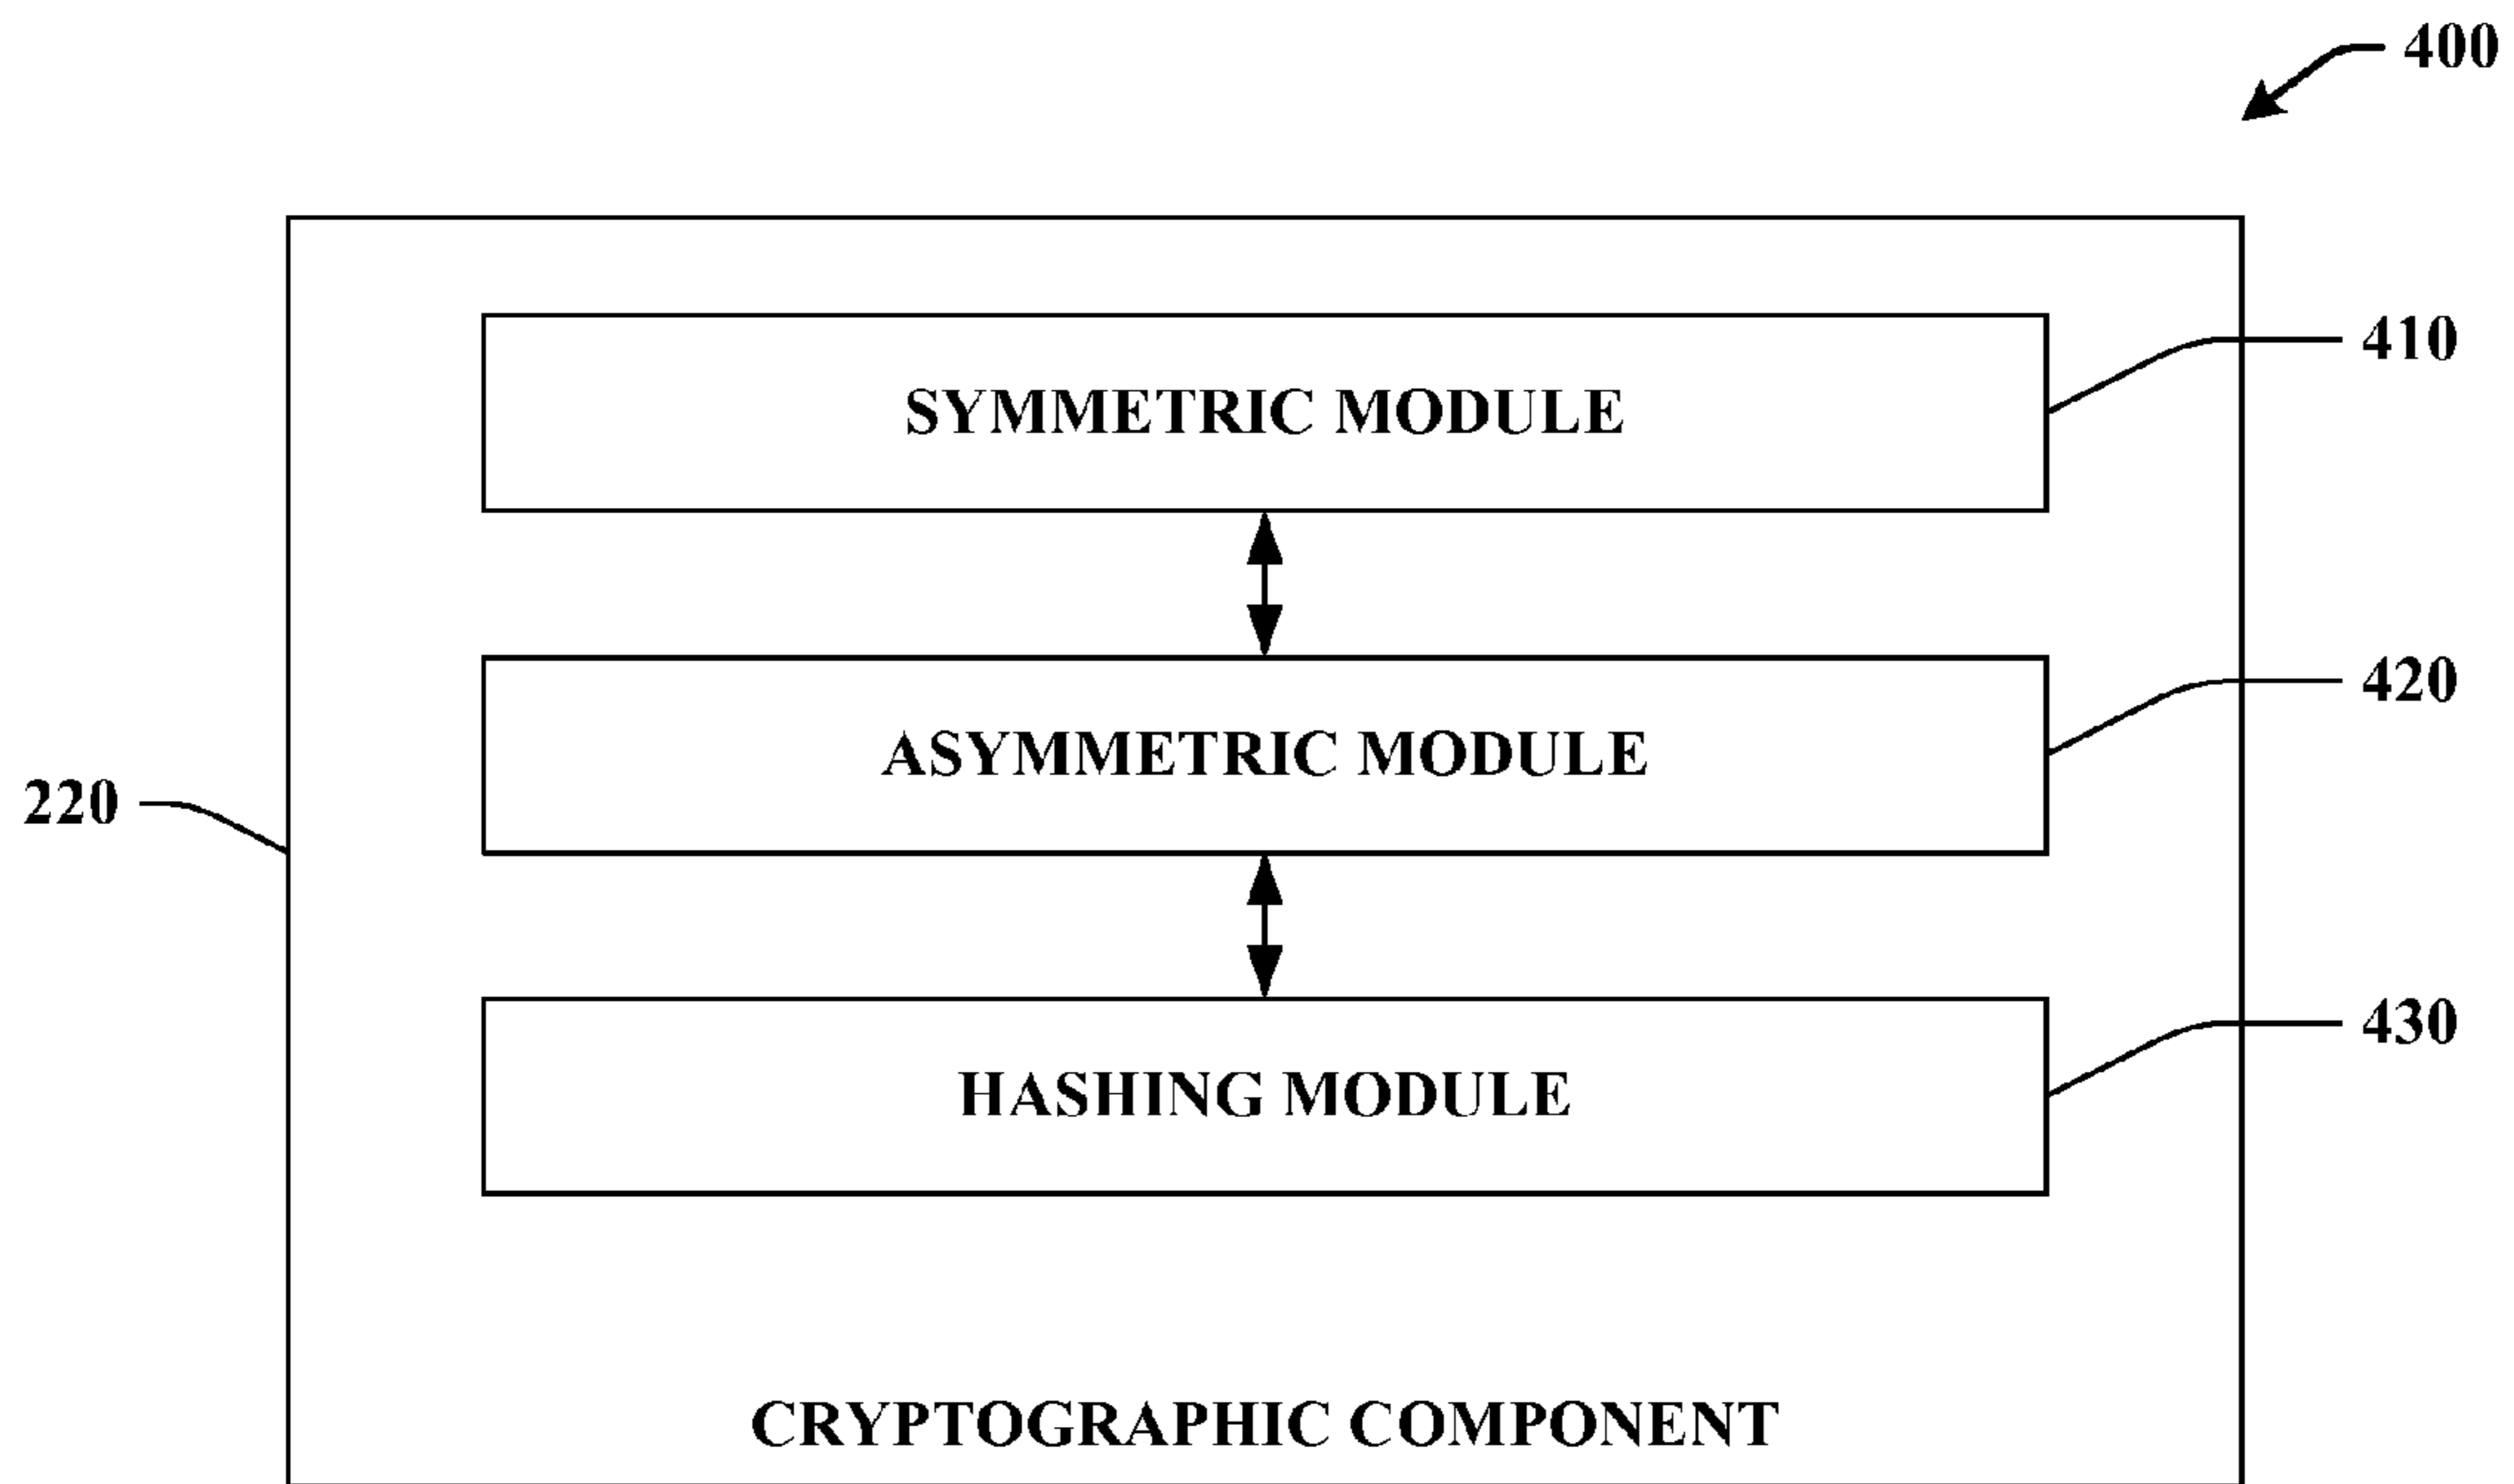 400
410
SYMMETRIC MODULE
420
ASYMMETRIC MODULE
220
430
HASHING MODULE
CRYPTOGRAPHIC COMPONENT